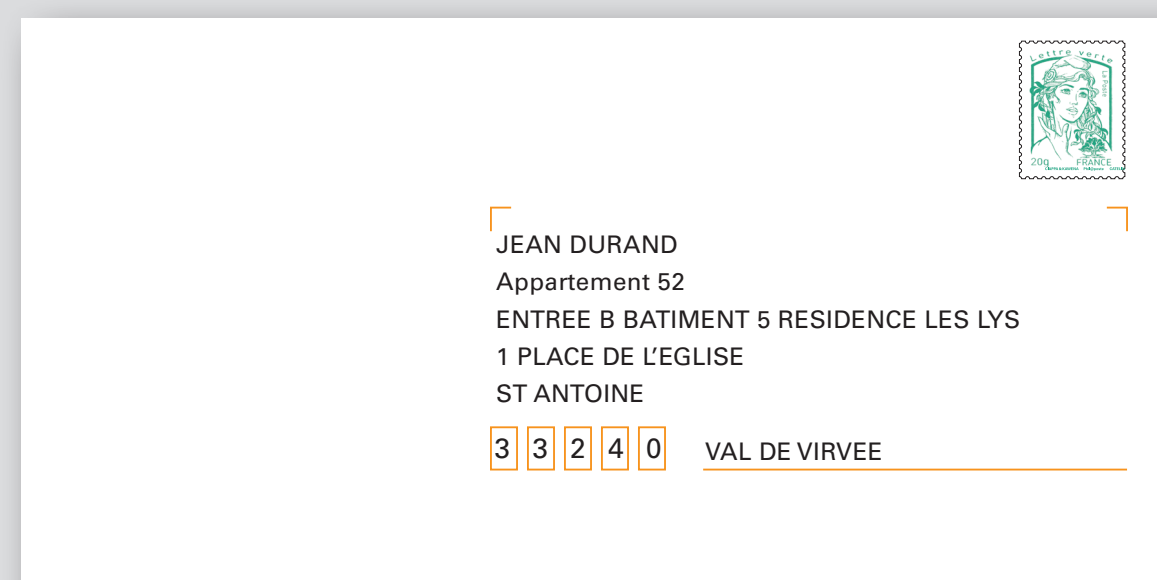 Lettre verte
La Poste
20g
FRANCE
JEAN DURAND
Appartement 52
ENTREE B BATIMENT 5 RESIDENCE LES LYS
1 PLACE DE L’EGLISE
ST ANTOINE
33240 VAL DE VIRVEE